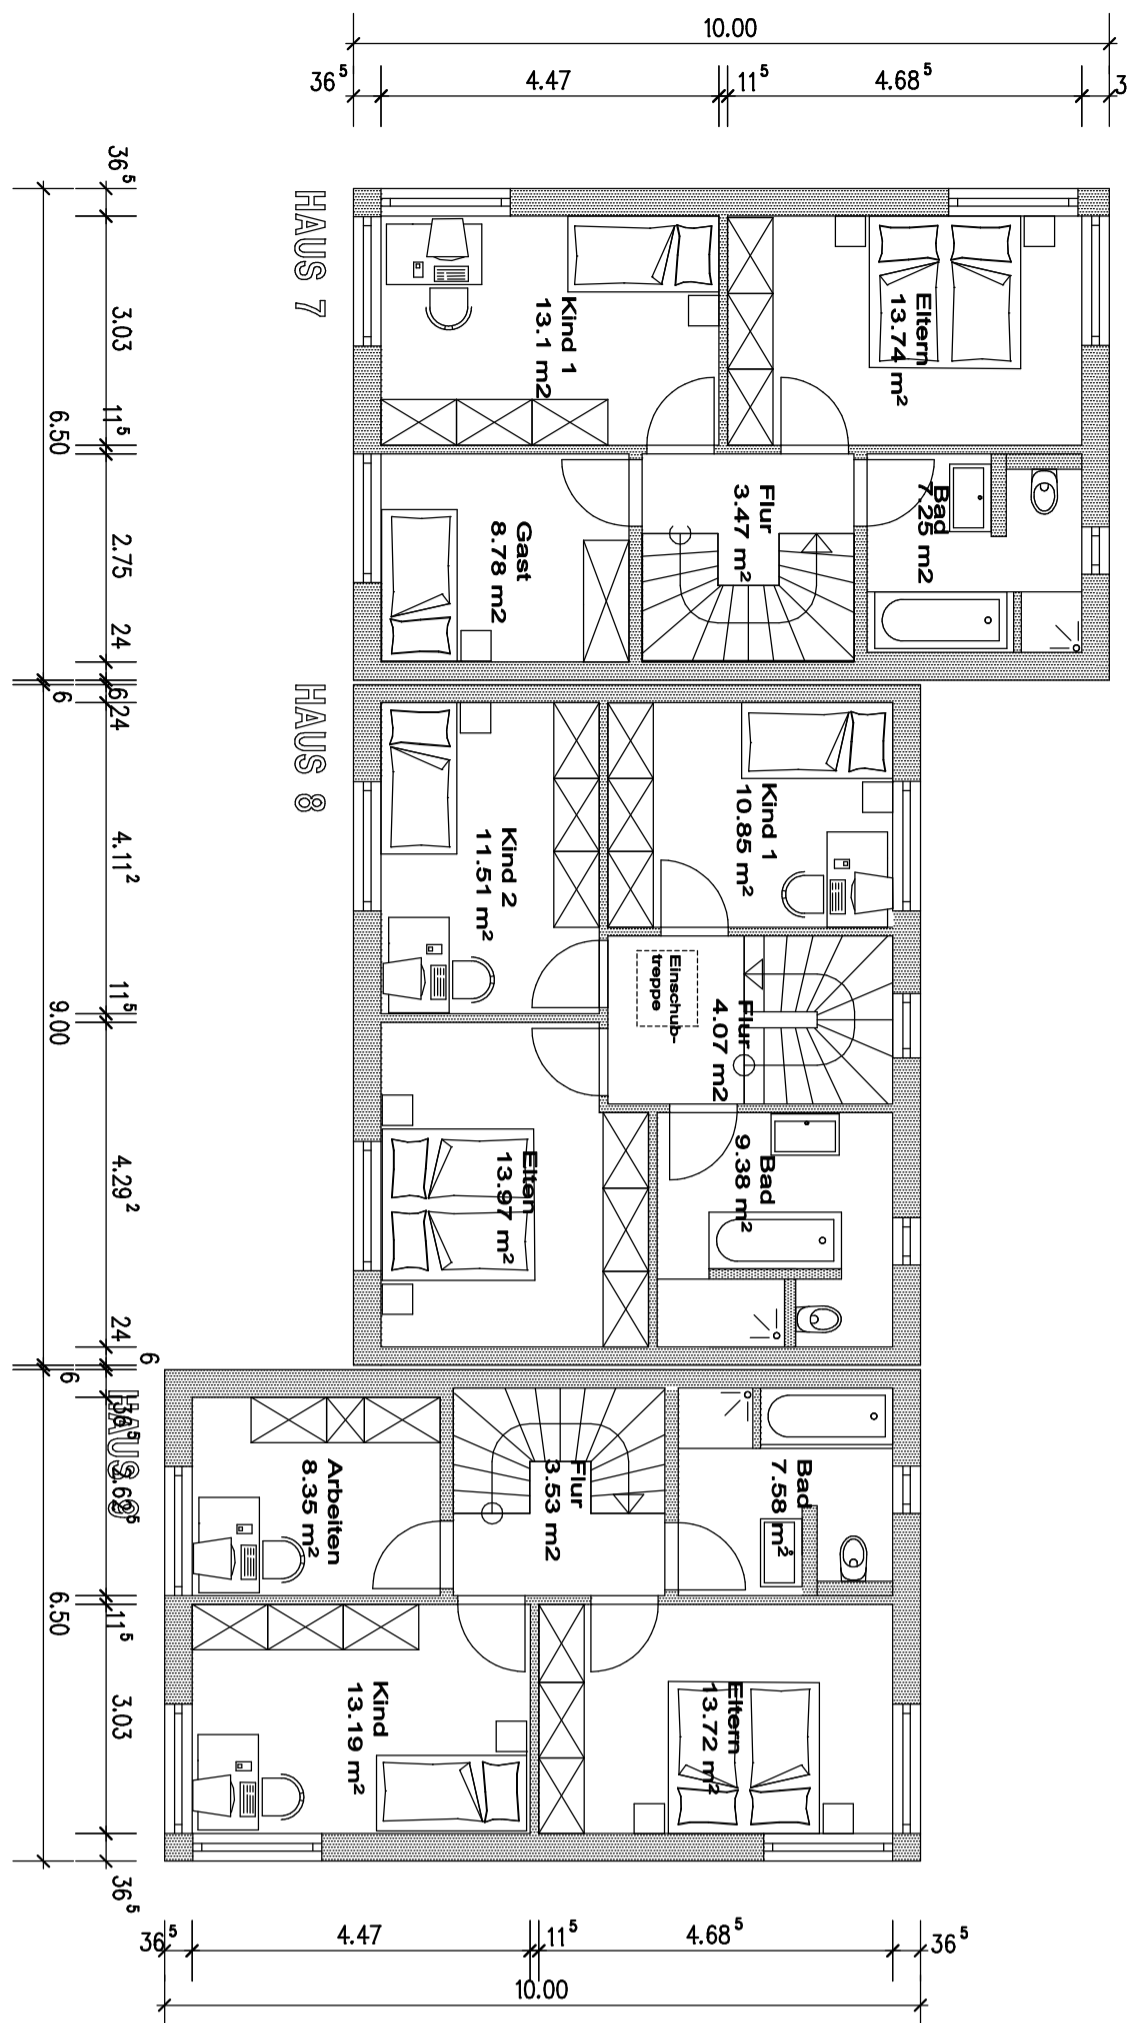 10.00
36⁵
4.47
11⁵
4.68⁵
3
36⁵
3.03
11⁵
2.75
24
6
24
4.11²
11⁵
4.29²
24
6
36⁵
2.62⁵
11⁵
3.03
36⁵
6.50
6
9.00
6
6.50
HAUS 7
Kind 1
13.1 m2
Eltern
13.74 m²
Gast
8.78 m2
Flur
3.47 m²
Bad
7.25 m2
HAUS 8
Kind 2
11.51 m²
Kind 1
10.85 m²
Einschub-
treppe
Flur
4.07 m2
Elten
13.97 m²
Bad
9.38 m²
HAUS 9
Arbeiten
8.35 m²
Flur
3.53 m2
Bad
7.58 m²
Kind
13.19 m²
Eltern
13.72 m²
36⁵
4.47
11⁵
4.68⁵
36⁵
10.00